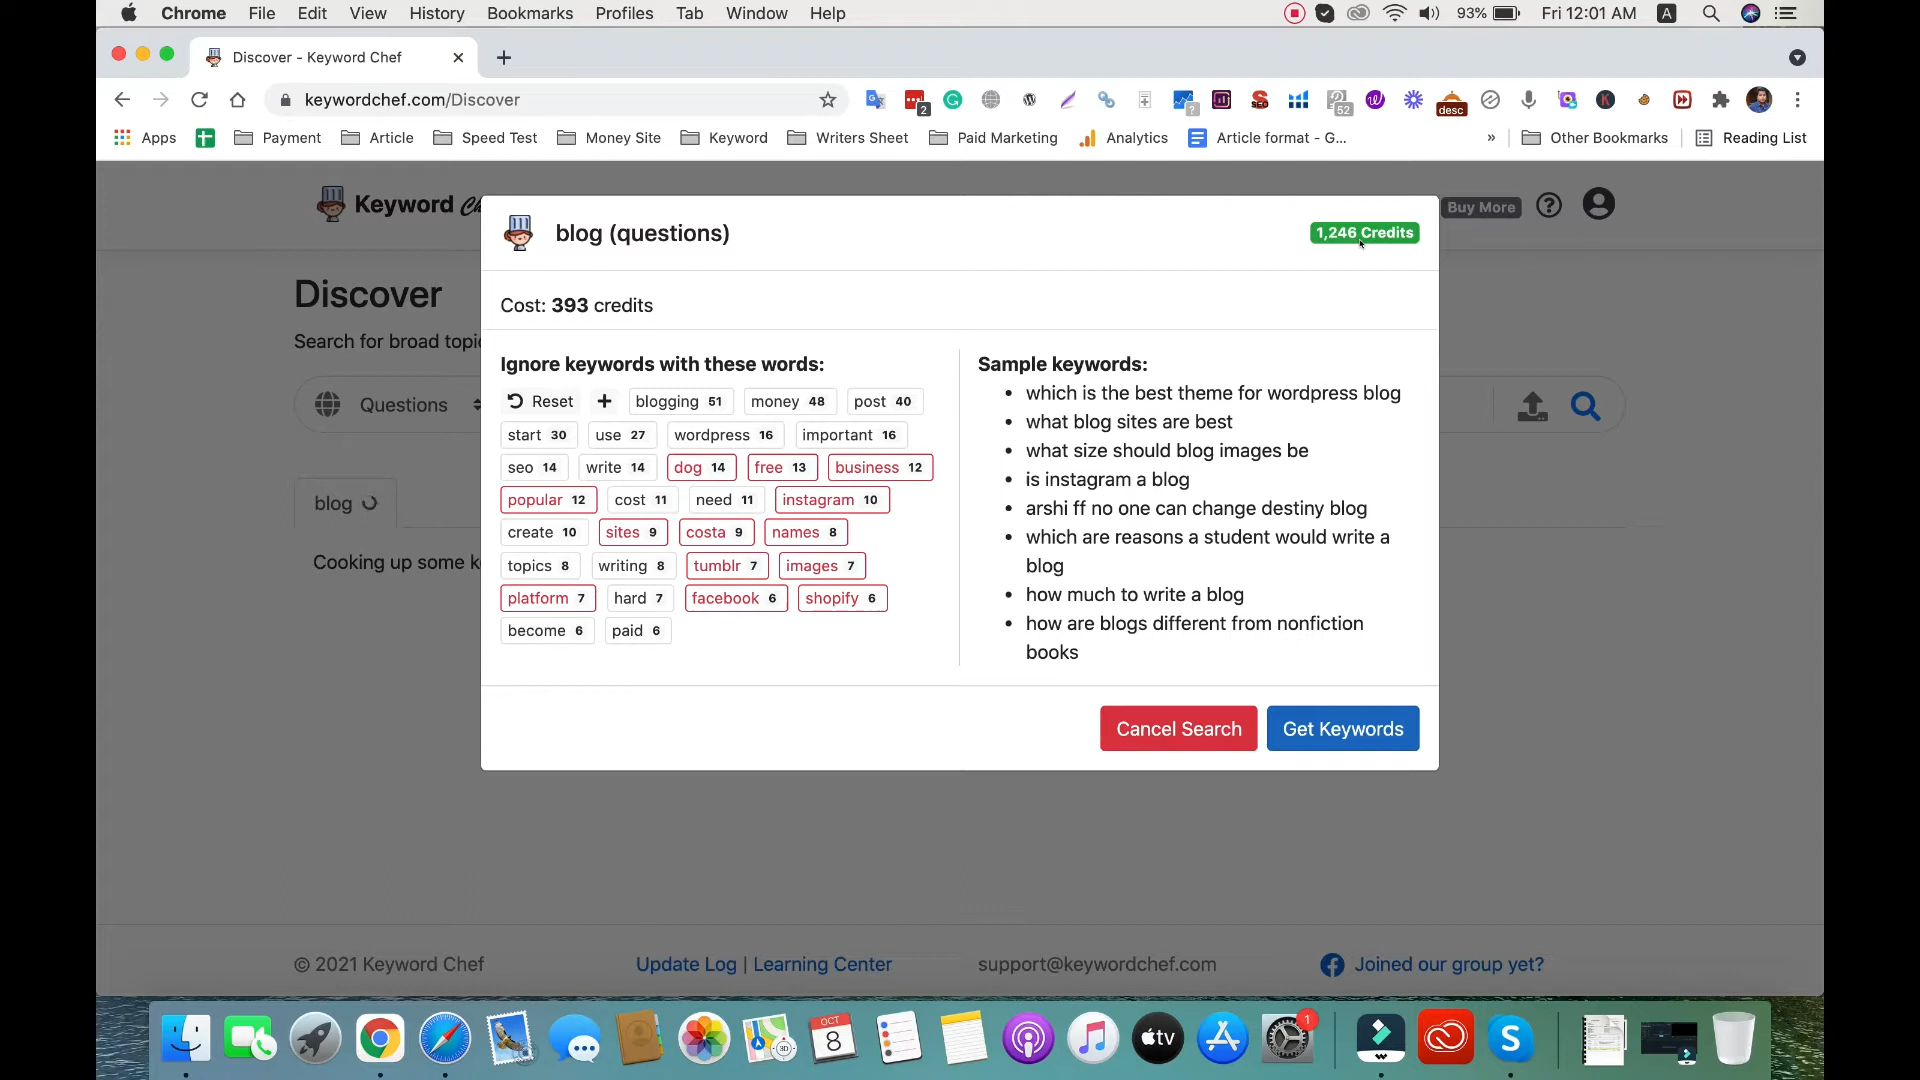 Chrome File Edit View History Bookmarks Profiles Tab Window Help 93% Fri 12:01 AM A
Discover - Keyword Chef
keywordchef.com/Discover 2 52 desc
Apps Payment Article Speed Test Money Site Keyword Writers Sheet Paid Marketing Analytics Article format - G... » Other Bookmarks Reading List
Keyword Buy More
blog (questions) 1,246 Credits
Discover
Cost: 393 credits
Search for broad topi
Ignore keywords with these words: Sample keywords:
Questions
Reset + blogging 51 money 48 post 40
start 30 use 27 wordpress 16 important 16
seo 14 write 14 dog 14 free 13 business 12
popular 12 cost 11 need 11 instagram 10
create 10 sites 9 costa 9 names 8
topics 8 writing 8 tumblr 7 images 7
platform 7 hard 7 facebook 6 shopify 6
become 6 paid 6
• which is the best theme for wordpress blog
• what blog sites are best
• what size should blog images be
• is instagram a blog
• arshi ff no one can change destiny blog
• which are reasons a student would write a
blog
• how much to write a blog
• how are blogs different from nonfiction
books
blog
Cooking up some k
Cancel Search Get Keywords
© 2021 Keyword Chef Update Log | Learning Center support@keywordchef.com Joined our group yet?
OCT
8
3D
tv
1
S